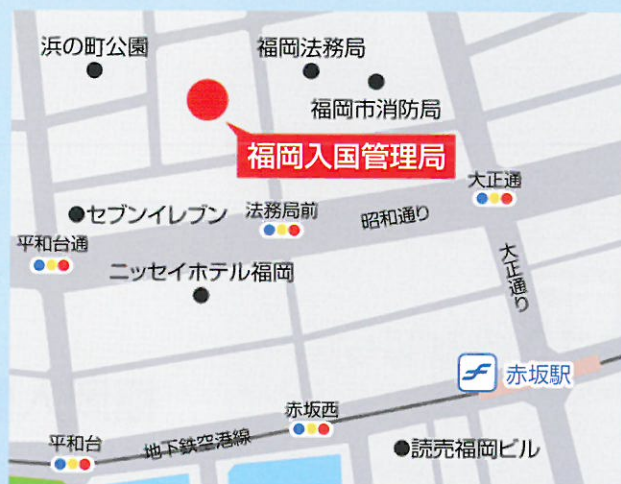 浜の町公園
福岡法務局
福岡市消防局
福岡入国管理局
大正通
セブンイレブン
法務局前
昭和通り
平和台通
ニッセイホテル福岡
大正通り
赤坂駅
赤坂西
平和台
地下鉄空港線
読売福岡ビル